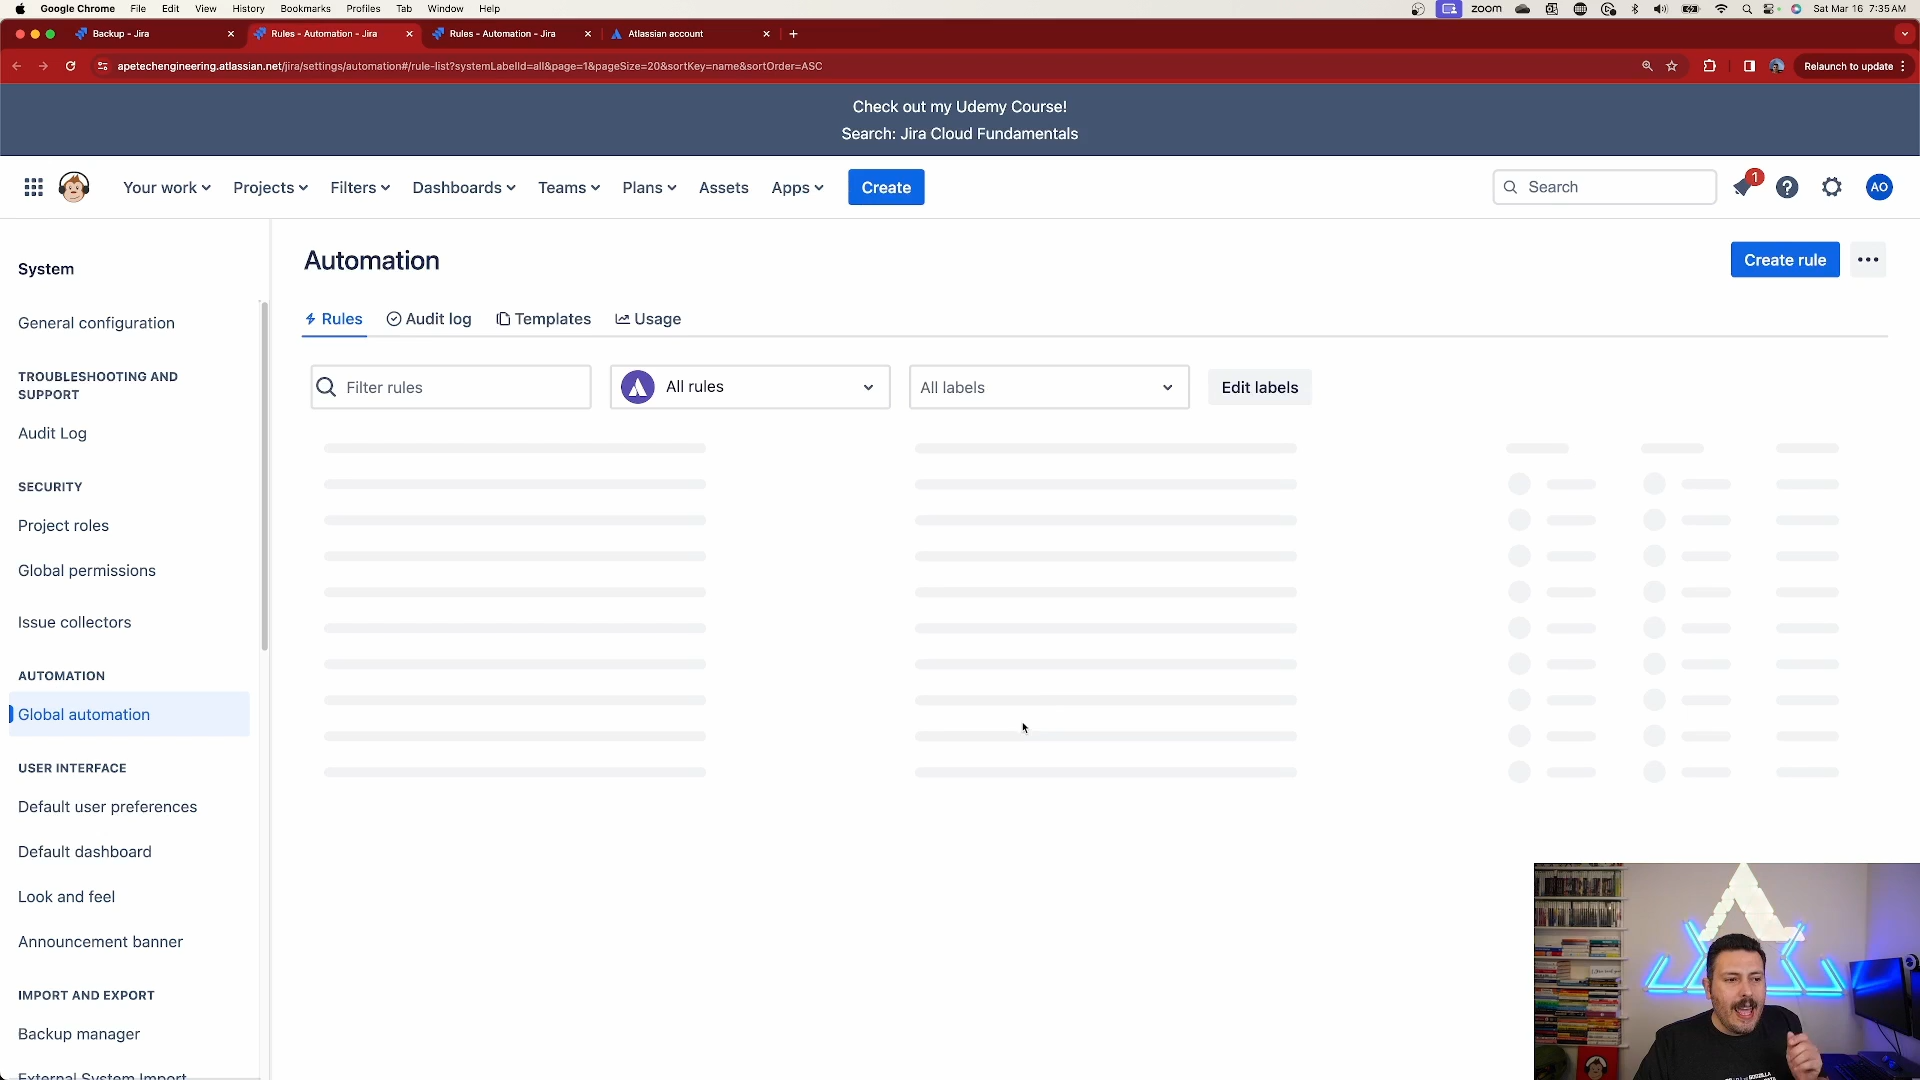 Google Chrome File Edit View History Bookmarks Profiles Tab Window Help
zoom Sat Mar 16 7:35 AM
Backup - Jira
Rules - Automation - Jira
Rules - Automation - Jira
Atlassian account
apetechengineering.atlassian.net/jira/settings/automation#/rule-list?systemLabelId=all&page=1&pageSize=20&sortKey=name&sortOrder=ASC
Relaunch to update
Check out my Udemy Course!
Search: Jira Cloud Fundamentals
Your work Projects Filters Dashboards Teams Plans Assets Apps Create
Search
1
AO
System
General configuration
TROUBLESHOOTING AND
SUPPORT
Audit Log
SECURITY
Project roles
Global permissions
Issue collectors
AUTOMATION
Global automation
USER INTERFACE
Default user preferences
Default dashboard
Look and feel
Announcement banner
IMPORT AND EXPORT
Backup manager
External System Import
Automation
Create rule
Rules Audit log Templates Usage
Filter rules
All rules
All labels
Edit labels